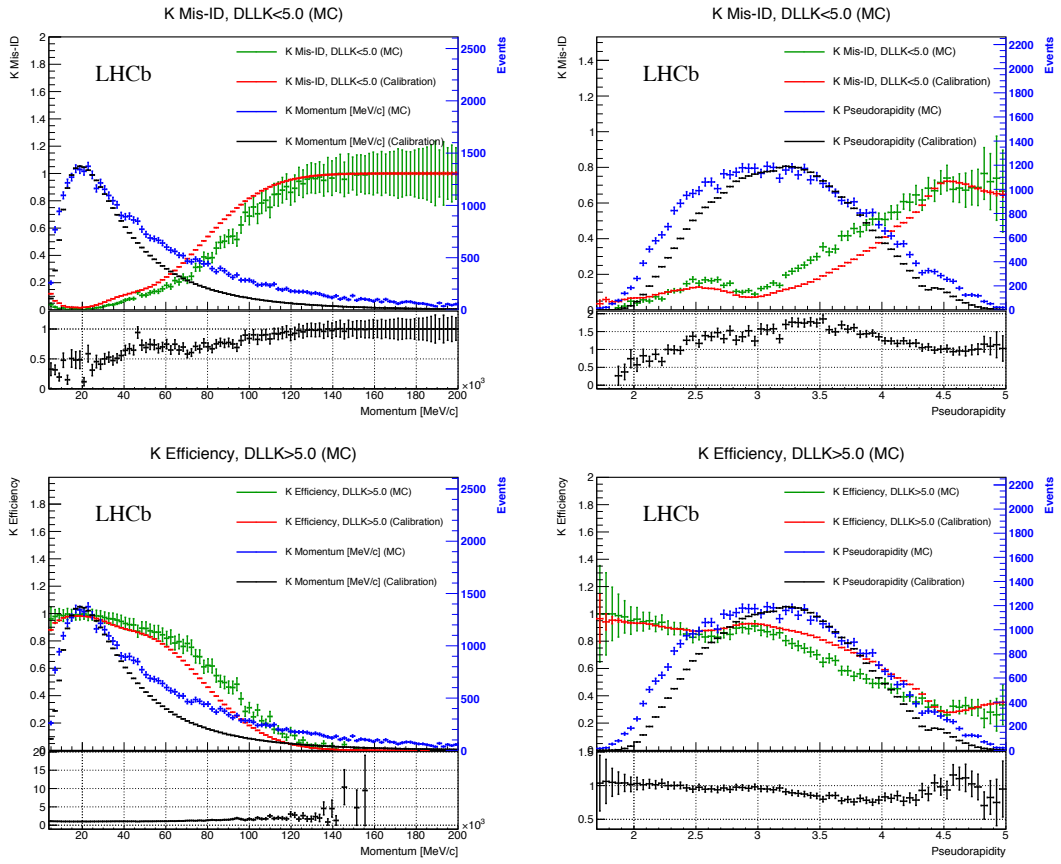 K Mis-ID, DLLK<5.0 (MC)
K Mis-ID
2
1.8
1.6
1.4
1.2
1
0.8
0.6
0.4
0.2
0
LHCb
K Mis-ID, DLLK<5.0 (MC)
K Mis-ID, DLLK<5.0 (Calibration)
K Momentum [MeV/c] (MC)
K Momentum [MeV/c] (Calibration)
Events
2500
2000
1500
1000
500
0
1
0.5
0
20 40 60 80 100 120 140 160 180 200
×10³
Momentum [MeV/c]
K Mis-ID, DLLK<5.0 (MC)
K Mis-ID
1.4
1.2
1
0.8
0.6
0.4
0.2
0
LHCb
K Mis-ID, DLLK<5.0 (MC)
K Mis-ID, DLLK<5.0 (Calibration)
K Pseudorapidity (MC)
K Pseudorapidity (Calibration)
Events
2200
2000
1800
1600
1400
1200
1000
800
600
400
200
0
2
1.5
1
0.5
0
2 2.5 3 3.5 4 4.5 5
Pseudorapidity
K Efficiency, DLLK>5.0 (MC)
K Efficiency
1.8
1.6
1.4
1.2
1
0.8
0.6
0.4
0.2
0
LHCb
K Efficiency, DLLK>5.0 (MC)
K Efficiency, DLLK>5.0 (Calibration)
K Momentum [MeV/c] (MC)
K Momentum [MeV/c] (Calibration)
Events
2500
2000
1500
1000
500
0
20
15
10
5
0
20 40 60 80 100 120 140 160 180 200
×10³
Momentum [MeV/c]
K Efficiency, DLLK>5.0 (MC)
K Efficiency
2
1.8
1.6
1.4
1.2
1
0.8
0.6
0.4
0.2
0
LHCb
K Efficiency, DLLK>5.0 (MC)
K Efficiency, DLLK>5.0 (Calibration)
K Pseudorapidity (MC)
K Pseudorapidity (Calibration)
Events
2200
2000
1800
1600
1400
1200
1000
800
600
400
200
0
1.5
1
0.5
2 2.5 3 3.5 4 4.5 5
Pseudorapidity